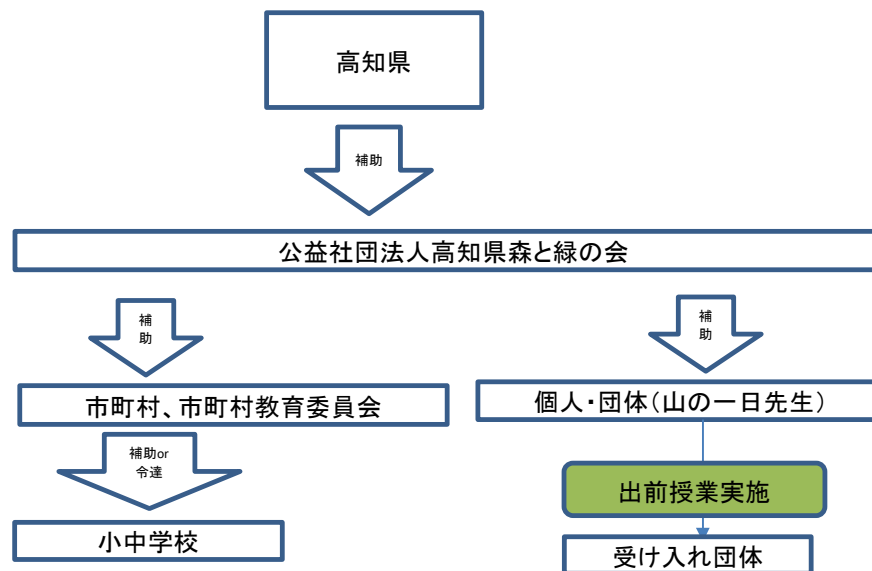 高知県
補助
公益社団法人高知県森と緑の会
補
助
補
助
市町村、市町村教育委員会
個人・団体(山の一日先生)
補助or
令達
出前授業実施
小中学校
受け入れ団体